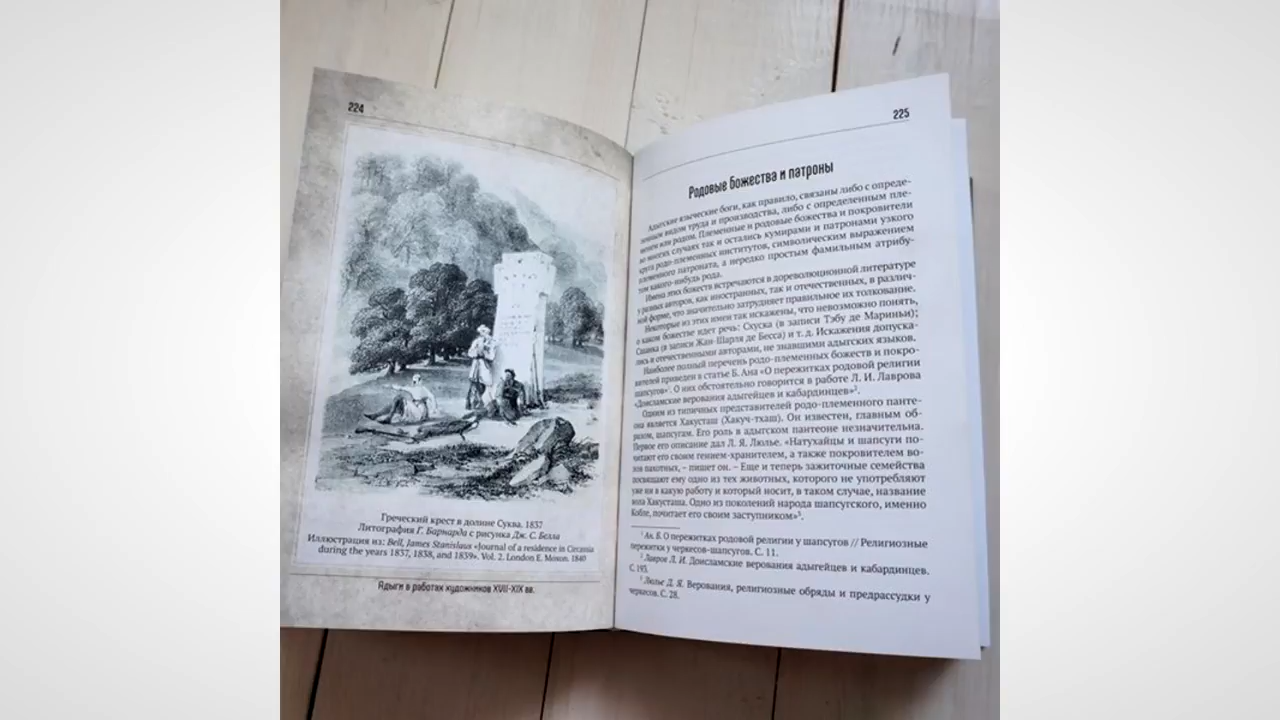 224
Греческий крест в долине Суква. 1837
Литография Г. Барнарда с рисунка Дж. С. Белла
Иллюстрация из: Bell, James Stanislaus «Journal of a residence in Circassia
during the years 1837, 1838, and 1839». Vol. 2. London E. Moxon. 1840
Адыги в работах художников XVII-XIX вв.
225
Родовые божества и патроны
Адыгские языческие боги, как правило, связаны либо с опреде-
ленным видом труда и производства, либо с определенным пле-
менем или родом. Племенные и родовые божества и покровители
во многих случаях так и остались кумирами и патронами узкого
круга родо-племенных институтов, символическим выражением
племенного патроната, а нередко простым фамильным атрибу-
том какого-нибудь рода.
Имена этих божеств встречаются в дореволюционной литературе
у разных авторов, как иностранных, так и отечественных, в различ-
ной форме, что значительно затрудняет правильное их толкование.
Некоторые из этих имен так искажены, что невозможно понять,
о каком божестве идет речь: Схуска (в записи Тэбу де Мариньи);
(в записи Жан-Шарля де Бесса) и т. д. Искажения допуска-
лись и отечественными авторами, не знавшими адыгских языков.
Наиболее полный перечень родо-племенных божеств и покро-
вителей приведен в статье Б. Ана «О пережитках родовой религии
у шапсугов»¹. О них обстоятельно говорится в работе Л. И. Лаврова
«Доисламские верования адыгейцев и кабардинцев»².
Одним из типичных представителей родо-племенного панте-
она является Хакусташ (Хакуч-тхаш). Он известен, главным об-
разом, шапсугам. Его роль в адыгском пантеоне незначительна.
Первое его описание дал Л. Я. Люлье. «Натухайцы и шапсуги по-
читают его своим гением-хранителем, а также покровителем во-
лов пахотных, – пишет он. – Еще и теперь зажиточные семейства
посвящают ему одно из тех животных, которого не употребляют
уже ни в какую работу и который носит, в таком случае, название
вола Хакусташа. Одно из поколений народа шапсугского, именно
Кобле, почитает его своим заступником»³.
¹ Ан. Б. О пережитках родовой религии у шапсугов // Религиозные
пережитки у черкесов-шапсугов. С. 11.
² Лавров Л. И. Доисламские верования адыгейцев и кабардинцев.
С. 193.
³ Люлье Л. Я. Верования, религиозные обряды и предрассудки у
черкесов. С. 28.